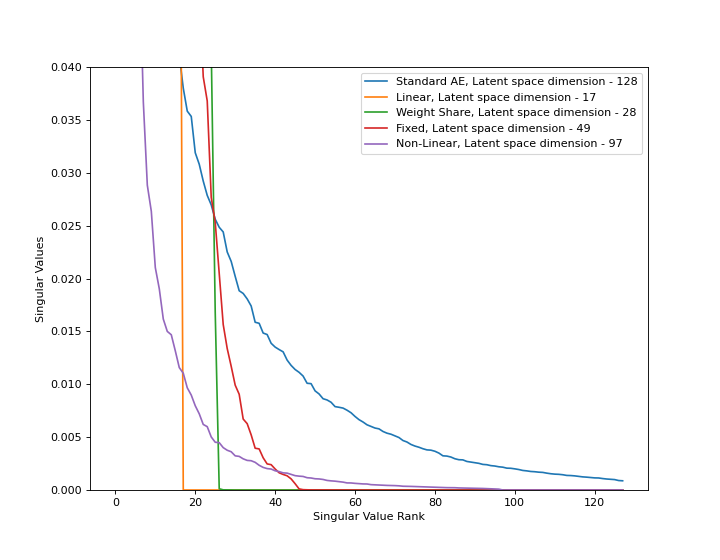 0.040
0.035
0.030
0.025
0.020
0.015
0.010
0.005
0.000
Singular Values
0 20 40 60 80 100 120
Singular Value Rank
Standard AE, Latent space dimension - 128
Linear, Latent space dimension - 17
Weight Share, Latent space dimension - 28
Fixed, Latent space dimension - 49
Non-Linear, Latent space dimension - 97